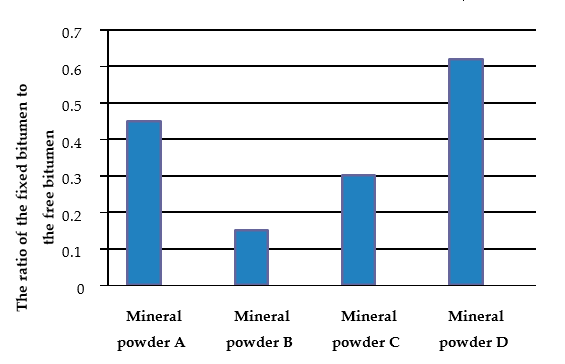 The ratio of the fixed bitumen to
the free bitumen
0.7
0.6
0.5
0.4
0.3
0.2
0.1
0
Mineral
powder A
Mineral
powder B
Mineral
powder C
Mineral
powder D